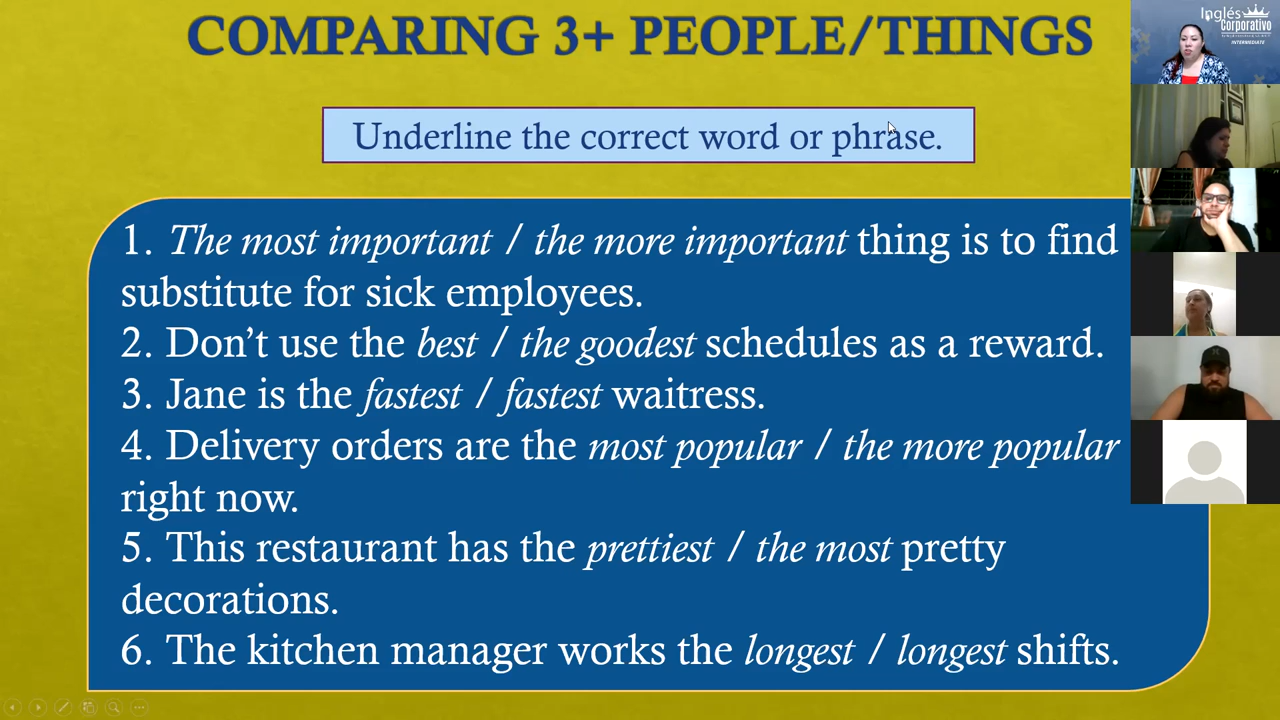 COMPARING 3+ PEOPLE/THINGS
Underline the correct word or phrase.
1. The most important / the more important thing is to find
substitute for sick employees.
2. Don't use the best / the goodest schedules as a reward.
3. Jane is the fastest / fastest waitress.
4. Delivery orders are the most popular / the more popular
right now.
5. This restaurant has the prettiest / the most pretty
decorations.
6. The kitchen manager works the longest / longest shifts.
Inglés
Corporativo
INTERMEDIATE